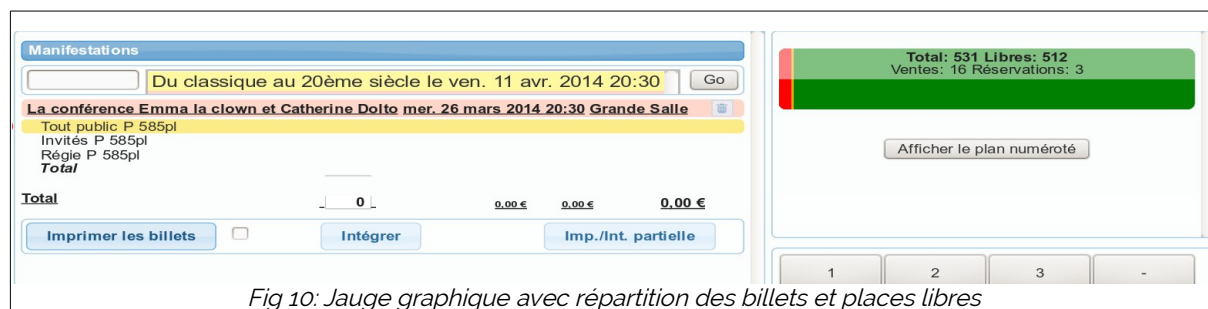 Manifestations
Du classique au 20ème siècle le ven. 11 avr. 2014 20:30 Go
La conférence Emma la clown et Catherine Dolto mer. 26 mars 2014 20:30 Grande Salle
Tout public P 585pl
Invités P 585pl
Régie P 585pl
Total
Total 0 0,00 € 0,00 € 0,00 €
Imprimer les billets Intégrer Imp./Int. partielle
Total: 531 Libres: 512
Ventes: 16 Réservations: 3
Afficher le plan numéroté
1 2 3 -
Fig 10: Jauge graphique avec répartition des billets et places libres